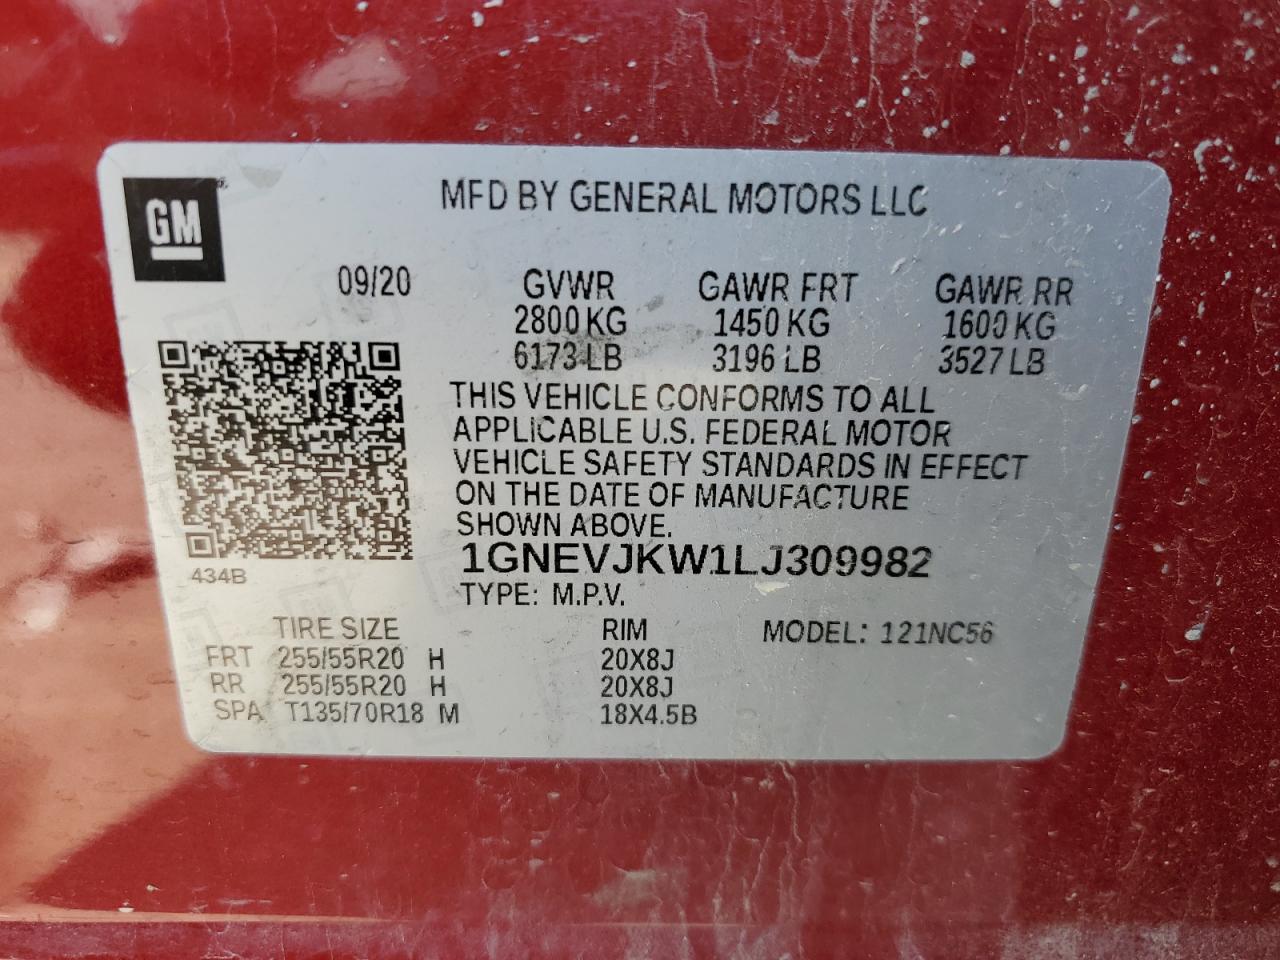 GM
MFD BY GENERAL MOTORS LLC
09/20 GVWR GAWR FRT GAWR RR
2800 KG 1450 KG 1600 KG
6173 LB 3196 LB 3527 LB
THIS VEHICLE CONFORMS TO ALL
APPLICABLE U.S. FEDERAL MOTOR
VEHICLE SAFETY STANDARDS IN EFFECT
ON THE DATE OF MANUFACTURE
SHOWN ABOVE.
1GNEVJKW1LJ309982
434B
TYPE: M.P.V.
TIRE SIZE RIM MODEL: 121NC56
FRT 255/55R20 H 20X8J
RR 255/55R20 H 20X8J
SPA T135/70R18 M 18X4.5B